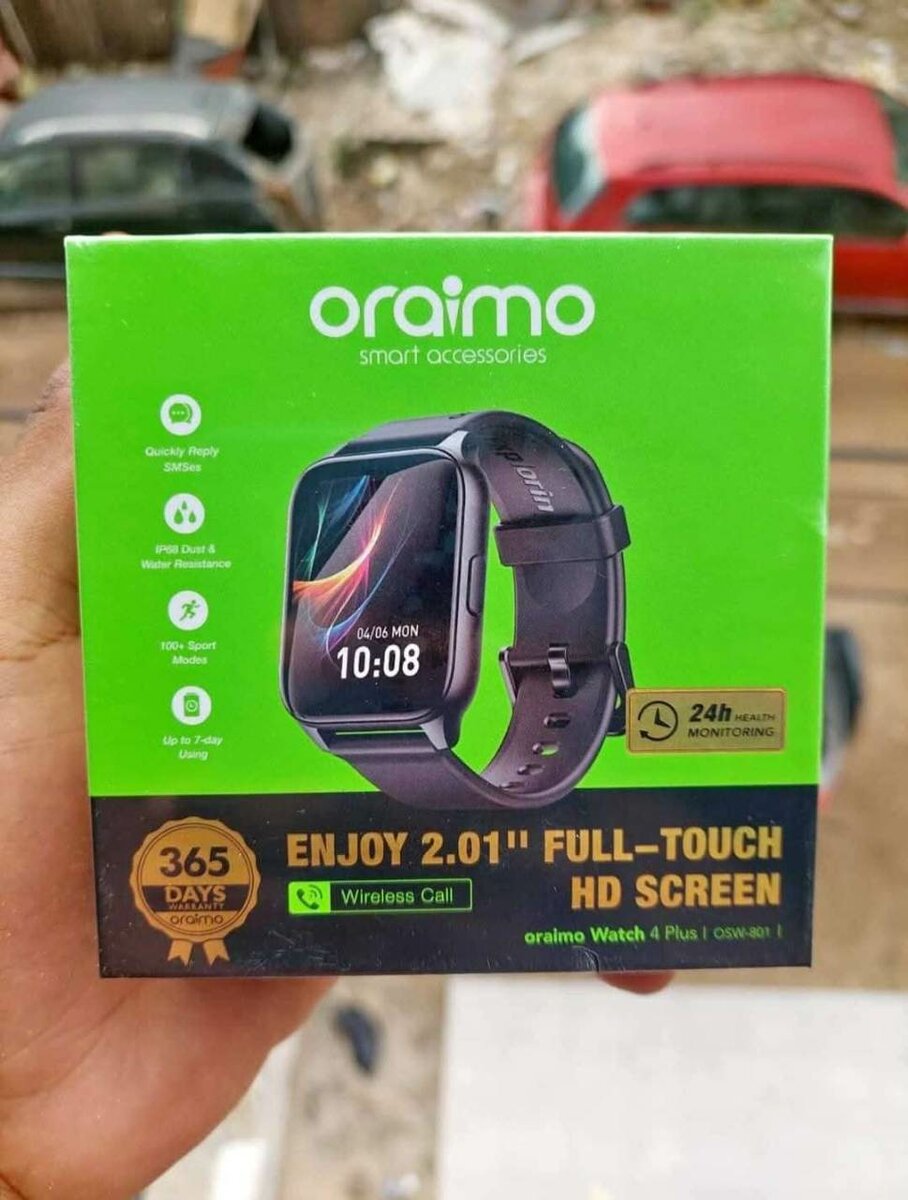 oraimo
smart accessories
Quickly Reply
SMSes
IP68 Dust &
Water Resistance
100+ Sport
Modes
Up to 7-day
Using
04/06 MON
10:08
24h HEALTH
MONITORING
365
DAYS
WARRANTY
oraimo
ENJOY 2.01" FULL-TOUCH
HD SCREEN
Wireless Call
oraimo Watch 4 Plus | OSW-801 |